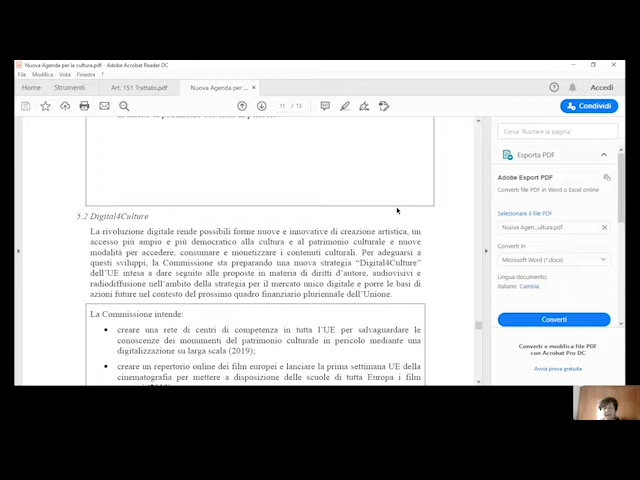 Nuova Agenda per la cultura.pdf - Adobe Acrobat Reader DC
File Modifica Vista Finestra ?
Home Strumenti Art. 151 Trattato.pdf Nuova Agenda per ... × Accedi
11 / 13 Condividi
Cerca 'Rustare la pagina'
Esporta PDF
Adobe Export PDF
Converti file PDF in Word o Excel online
Selezionare il file PDF
Nuova Agen...ultura.pdf ×
Converti in
Microsoft Word (*.docx)
Lingua documento:
Italiano Cambia
Converti
Converti e modifica file PDF
con Acrobat Pro DC
Avvia prova gratuita
5.2 Digital4Culture
La rivoluzione digitale rende possibili forme nuove e innovative di creazione artistica, un
accesso più ampio e più democratico alla cultura e al patrimonio culturale e nuove
modalità per accedere, consumare e monetizzare i contenuti culturali. Per adeguarsi a
questi sviluppi, la Commissione sta preparando una nuova strategia "Digital4Culture"
dell'UE intesa a dare seguito alle proposte in materia di diritti d'autore, audiovisivi e
radiodiffusione nell'ambito della strategia per il mercato unico digitale e porre le basi di
azioni future nel contesto del prossimo quadro finanziario pluriennale dell'Unione.
La Commissione intende:
• creare una rete di centri di competenza in tutta l'UE per salvaguardare le
conoscenze dei monumenti del patrimonio culturale in pericolo mediante una
digitalizzazione su larga scala (2019);
• creare un repertorio online dei film europei e lanciare la prima settimana UE della
cinematografia per mettere a disposizione delle scuole di tutta Europa i film